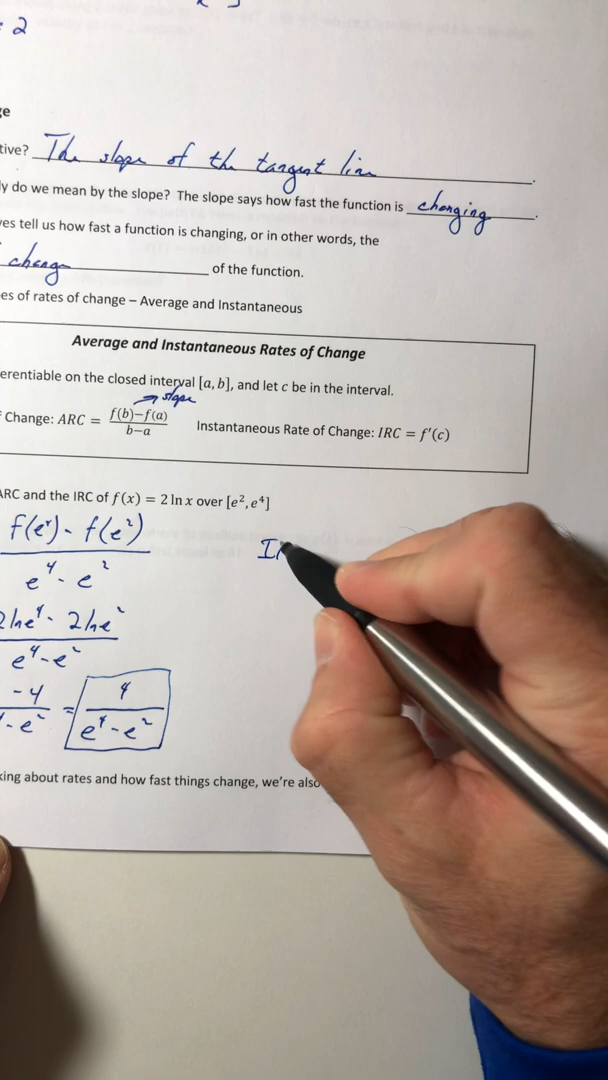 = 2
ge
tive? The slope of the tangent line.
ly do we mean by the slope? The slope says how fast the function is changing.
ves tell us how fast a function is changing, or in other words, the
change of the function.
es of rates of change – Average and Instantaneous
Average and Instantaneous Rates of Change
erentiable on the closed interval [a, b], and let c be in the interval.
→ slope
f Change: ARC = f(b)−f(a) / b−a Instantaneous Rate of Change: IRC = f′(c)
ARC and the IRC of f(x) = 2 ln x over [e², e⁴]
f(e⁴) - f(e²)
e⁴ - e²
2lne⁴ - 2lne²
e⁴-e²
-4 / -e² = 4 / e⁴-e²
king about rates and how fast things change, we're also